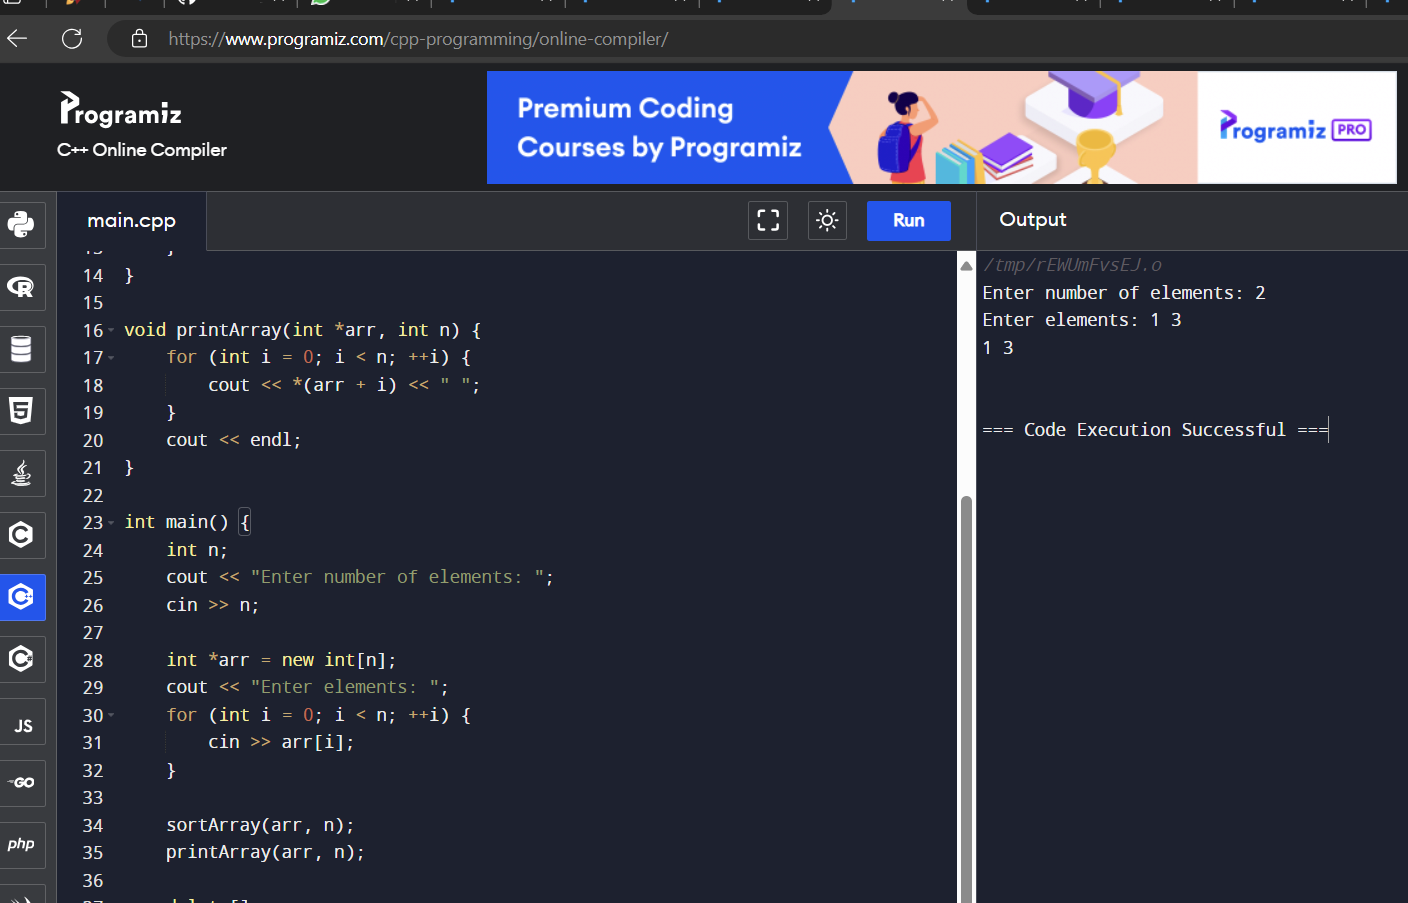 https://www.programiz.com/cpp-programming/online-compiler/
Programiz
C++ Online Compiler
Premium Coding
Courses by Programiz
Programiz PRO
main.cpp
Run
Output
14 }
15
16 void printArray(int *arr, int n) {
17     for (int i = 0; i < n; ++i) {
18         cout << *(arr + i) << " ";
19     }
20     cout << endl;
21 }
22
23 int main() {
24     int n;
25     cout << "Enter number of elements: ";
26     cin >> n;
27
28     int *arr = new int[n];
29     cout << "Enter elements: ";
30     for (int i = 0; i < n; ++i) {
31         cin >> arr[i];
32     }
33
34     sortArray(arr, n);
35     printArray(arr, n);
36
/tmp/rEWUmFvsEJ.o
Enter number of elements: 2
Enter elements: 1 3
1 3
=== Code Execution Successful ===
R
5
C
C++
C#
JS
GO
php